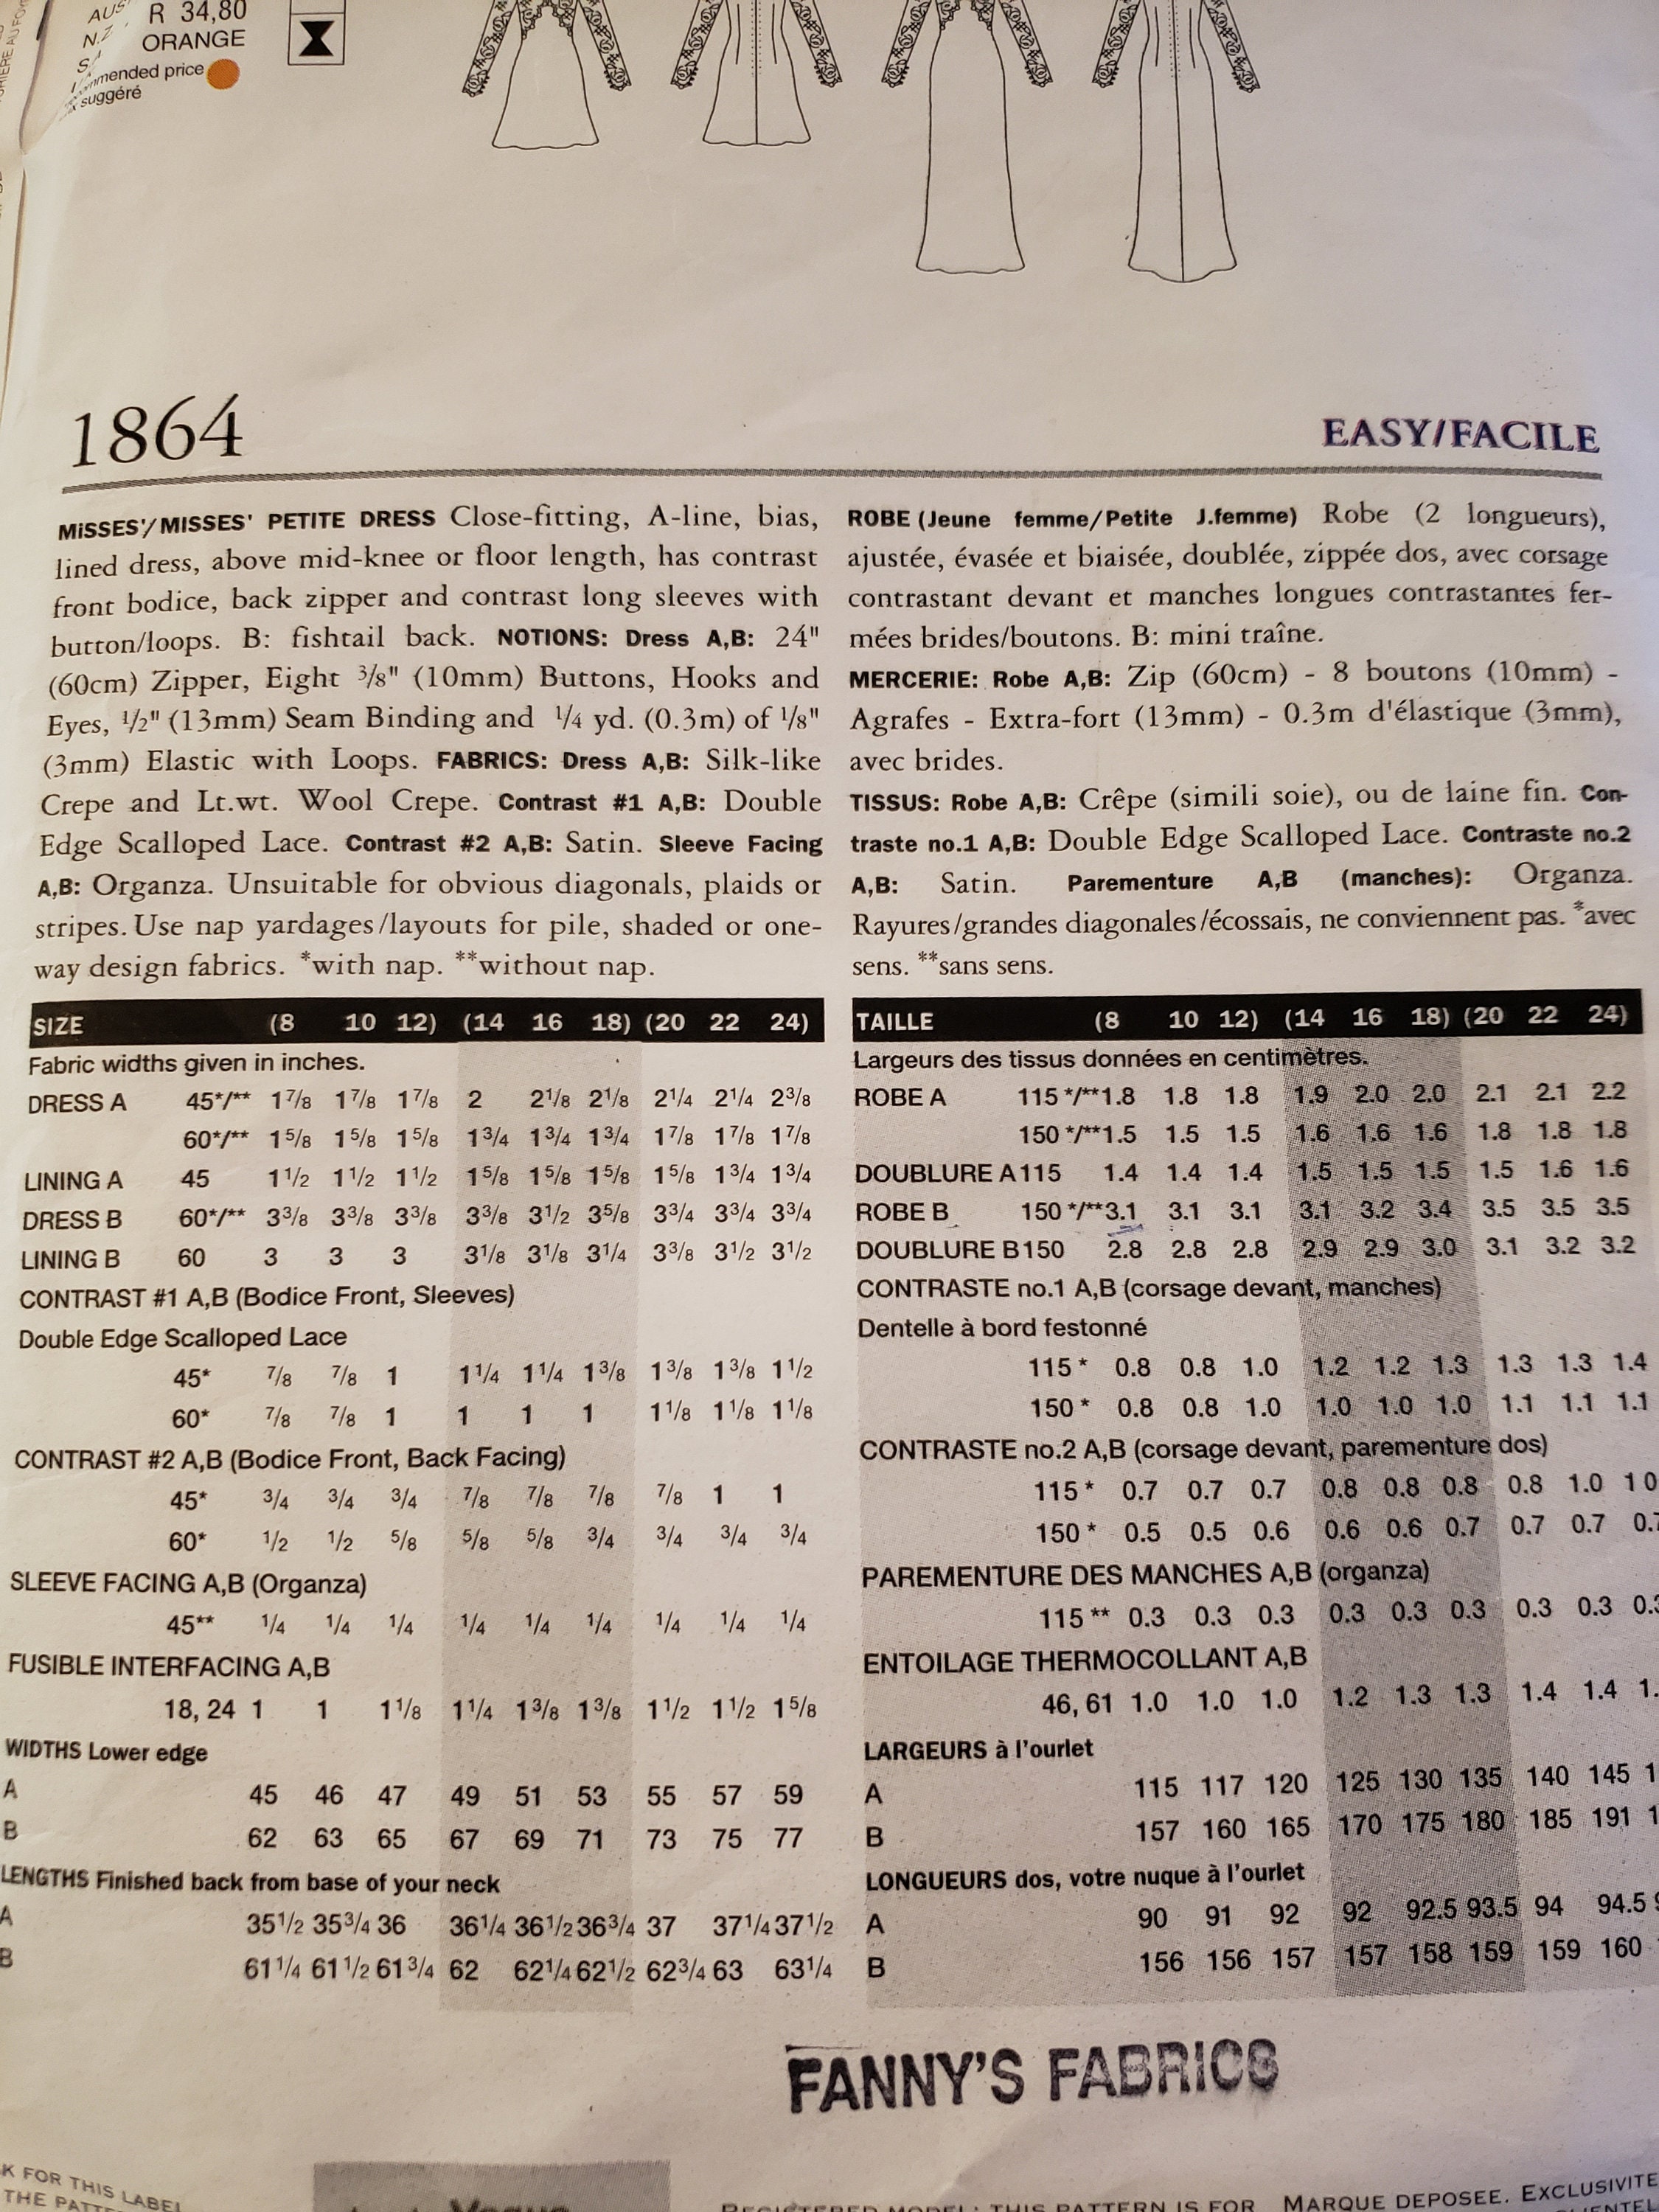 R 34,80
N.Z
ORANGE
mmended price
suggéré
1864
EASY/FACILE
MISSES'/MISSES' PETITE DRESS Close-fitting, A-line, bias,
lined dress, above mid-knee or floor length, has contrast
front bodice, back zipper and contrast long sleeves with
button/loops. B: fishtail back. NOTIONS: Dress A,B: 24"
(60cm) Zipper, Eight 3/8" (10mm) Buttons, Hooks and
Eyes, 1/2" (13mm) Seam Binding and 1/4 yd. (0.3m) of 1/8"
(3mm) Elastic with Loops. FABRICS: Dress A,B: Silk-like
Crepe and Lt.wt. Wool Crepe. Contrast #1 A,B: Double
Edge Scalloped Lace. Contrast #2 A,B: Satin. Sleeve Facing
A,B: Organza. Unsuitable for obvious diagonals, plaids or
stripes. Use nap yardages/layouts for pile, shaded or one-
way design fabrics. *with nap. **without nap.
SIZE (8 10 12) (14 16 18) (20 22 24)
Fabric widths given in inches.
DRESS A 45*/** 1 7/8 1 7/8 1 7/8 2 2 1/8 2 1/8 2 1/4 2 1/4 2 3/8
60*/** 1 5/8 1 5/8 1 5/8 1 3/4 1 3/4 1 3/4 1 7/8 1 7/8 1 7/8
LINING A 45 1 1/2 1 1/2 1 1/2 1 5/8 1 5/8 1 5/8 1 5/8 1 3/4 1 3/4
DRESS B 60*/** 3 3/8 3 3/8 3 3/8 3 3/8 3 1/2 3 5/8 3 3/4 3 3/4 3 3/4
LINING B 60 3 3 3 3 1/8 3 1/8 3 1/4 3 3/8 3 1/2 3 1/2
CONTRAST #1 A,B (Bodice Front, Sleeves)
Double Edge Scalloped Lace
45* 7/8 7/8 1 1 1/4 1 1/4 1 3/8 1 3/8 1 3/8 1 1/2
60* 7/8 7/8 1 1 1 1 1 1/8 1 1/8 1 1/8
CONTRAST #2 A,B (Bodice Front, Back Facing)
45* 3/4 3/4 3/4 7/8 7/8 7/8 7/8 1 1
60* 1/2 1/2 5/8 5/8 5/8 3/4 3/4 3/4 3/4
SLEEVE FACING A,B (Organza)
45** 1/4 1/4 1/4 1/4 1/4 1/4 1/4 1/4 1/4
FUSIBLE INTERFACING A,B
18, 24 1 1 1 1/8 1 1/4 1 3/8 1 3/8 1 1/2 1 1/2 1 5/8
WIDTHS Lower edge
A 45 46 47 49 51 53 55 57 59
B 62 63 65 67 69 71 73 75 77
LENGTHS Finished back from base of your neck
A 35 1/2 35 3/4 36 36 1/4 36 1/2 36 3/4 37 37 1/4 37 1/2
B 61 1/4 61 1/2 61 3/4 62 62 1/4 62 1/2 62 3/4 63 63 1/4
ROBE (Jeune femme/Petite J.femme) Robe (2 longueurs),
ajustée, évasée et biaisée, doublée, zippée dos, avec corsage
contrastant devant et manches longues contrastantes fer-
mées brides/boutons. B: mini traîne.
MERCERIE: Robe A,B: Zip (60cm) - 8 boutons (10mm) -
Agrafes - Extra-fort (13mm) - 0.3m d'élastique (3mm),
avec brides.
TISSUS: Robe A,B: Crêpe (simili soie), ou de laine fin. Con-
traste no.1 A,B: Double Edge Scalloped Lace. Contraste no.2
A,B: Satin. Parementure A,B (manches): Organza.
Rayures/grandes diagonales/écossais, ne conviennent pas. *avec
sens. **sans sens.
TAILLE (8 10 12) (14 16 18) (20 22 24)
Largeurs des tissus données en centimètres.
ROBE A 115 */** 1.8 1.8 1.8 1.9 2.0 2.0 2.1 2.1 2.2
150 */** 1.5 1.5 1.5 1.6 1.6 1.6 1.8 1.8 1.8
DOUBLURE A 115 1.4 1.4 1.4 1.5 1.5 1.5 1.5 1.6 1.6
ROBE B 150 */** 3.1 3.1 3.1 3.1 3.2 3.4 3.5 3.5 3.5
DOUBLURE B 150 2.8 2.8 2.8 2.9 2.9 3.0 3.1 3.2 3.2
CONTRASTE no.1 A,B (corsage devant, manches)
Dentelle à bord festonné
115 * 0.8 0.8 1.0 1.2 1.2 1.3 1.3 1.3 1.4
150 * 0.8 0.8 1.0 1.0 1.0 1.0 1.1 1.1 1.1
CONTRASTE no.2 A,B (corsage devant, parementure dos)
115 * 0.7 0.7 0.7 0.8 0.8 0.8 0.8 1.0 1 0
150 * 0.5 0.5 0.6 0.6 0.6 0.7 0.7 0.7 0.7
PAREMENTURE DES MANCHES A,B (organza)
115 ** 0.3 0.3 0.3 0.3 0.3 0.3 0.3 0.3 0.3
ENTOILAGE THERMOCOLLANT A,B
46, 61 1.0 1.0 1.0 1.2 1.3 1.3 1.4 1.4 1.
LARGEURS à l'ourlet
A 115 117 120 125 130 135 140 145
B 157 160 165 170 175 180 185 191
LONGUEURS dos, votre nuque à l'ourlet
A 90 91 92 92 92.5 93.5 94 94.5
B 156 156 157 157 158 159 159 160
FANNY'S FABRICS
K FOR THIS LABEL
THE PATT
Vogue
REGISTERED MODEL: THIS PATTERN IS FOR
MARQUE DEPOSEE. EXCLUSIVITE